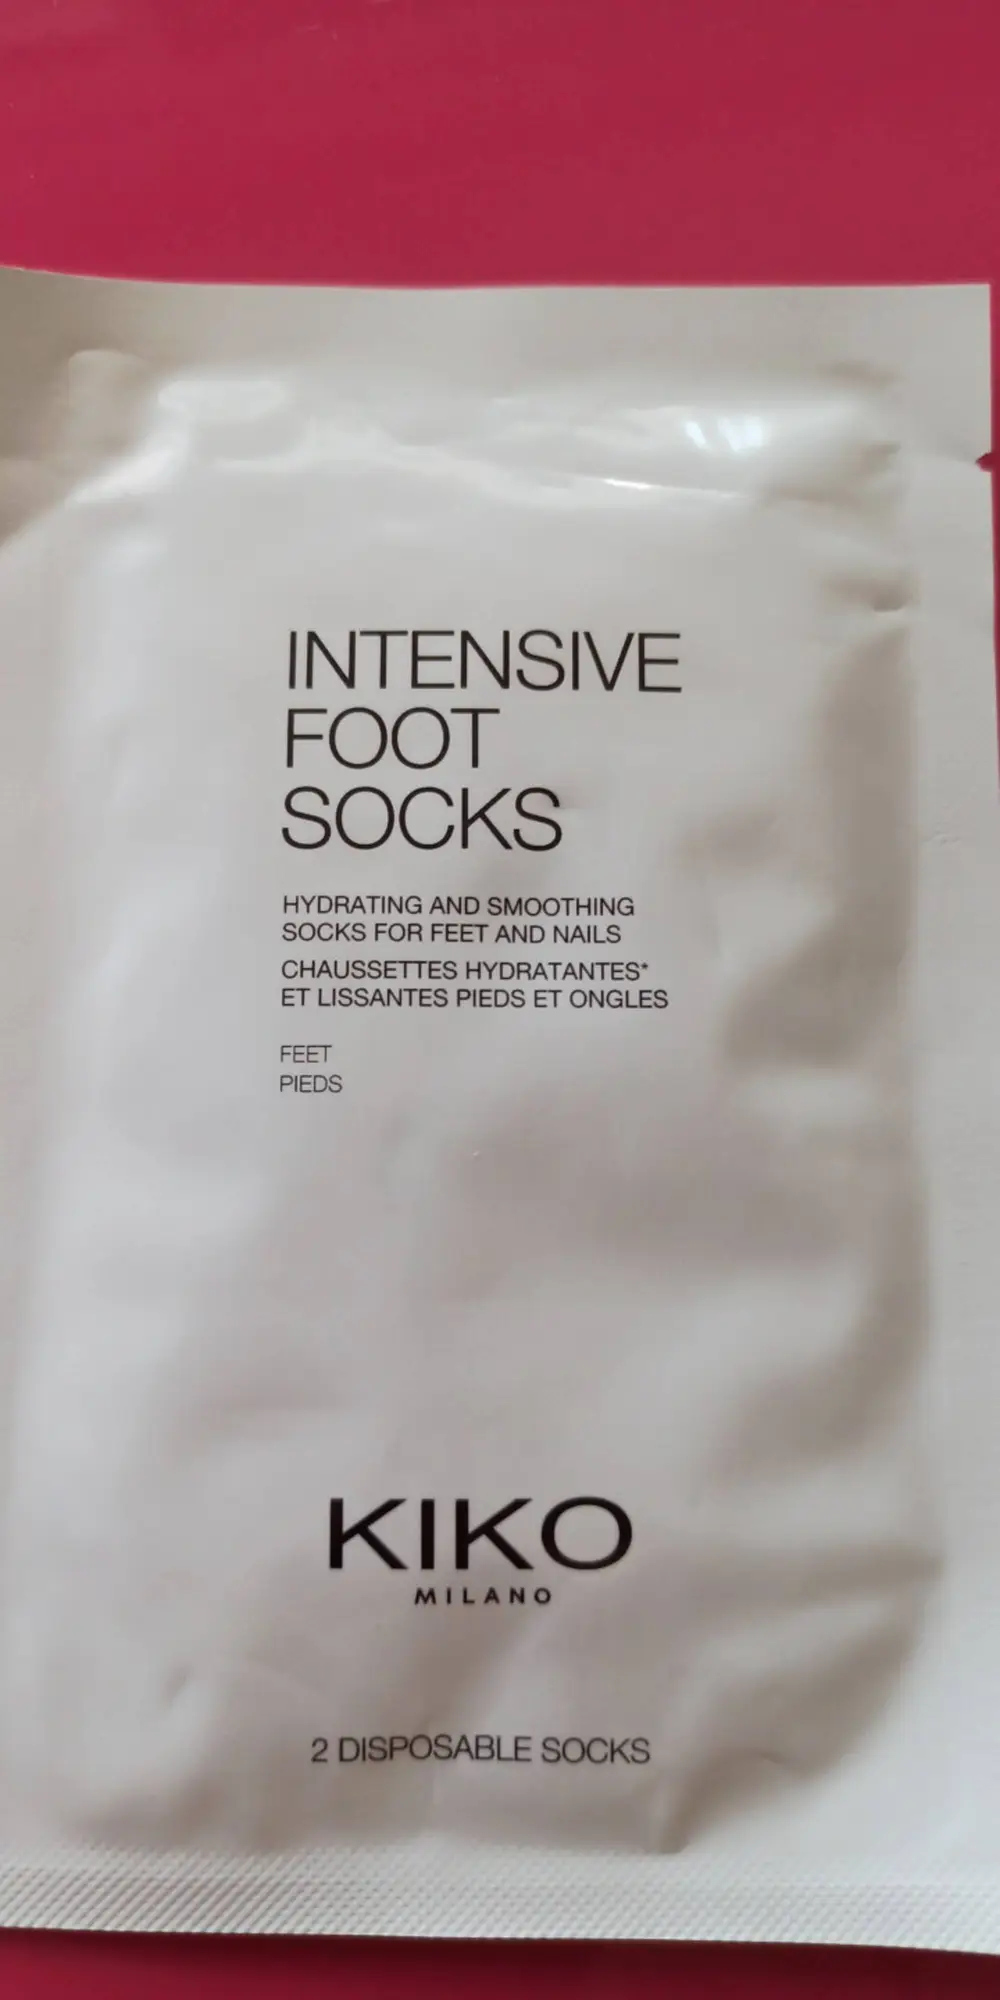 INTENSIVE
FOOT
SOCKS
HYDRATING AND SMOOTHING
SOCKS FOR FEET AND NAILS
CHAUSSETTES HYDRATANTES*
ET LISSANTES PIEDS ET ONGLES
FEET
PIEDS
KIKO
MILANO
2 DISPOSABLE SOCKS